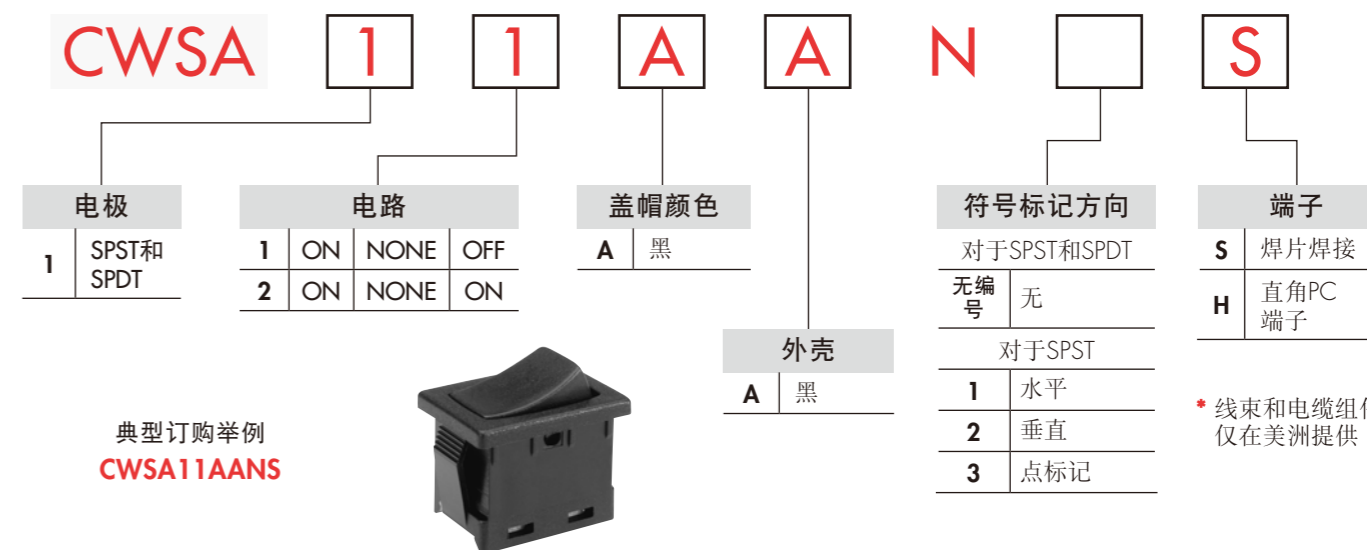 CWSA 1 1 A A N S
电极
1 SPST和
SPDT
电路
1 ON NONE OFF
2 ON NONE ON
盖帽颜色
A 黑
外壳
A 黑
符号标记方向
对于SPST和SPDT
无编
号 无
对于SPST
1 水平
2 垂直
3 点标记
端子
S 焊片焊接
H 直角PC
端子
* 线束和电缆组
仅在美洲提供
典型订购举例
CWSA11AANS